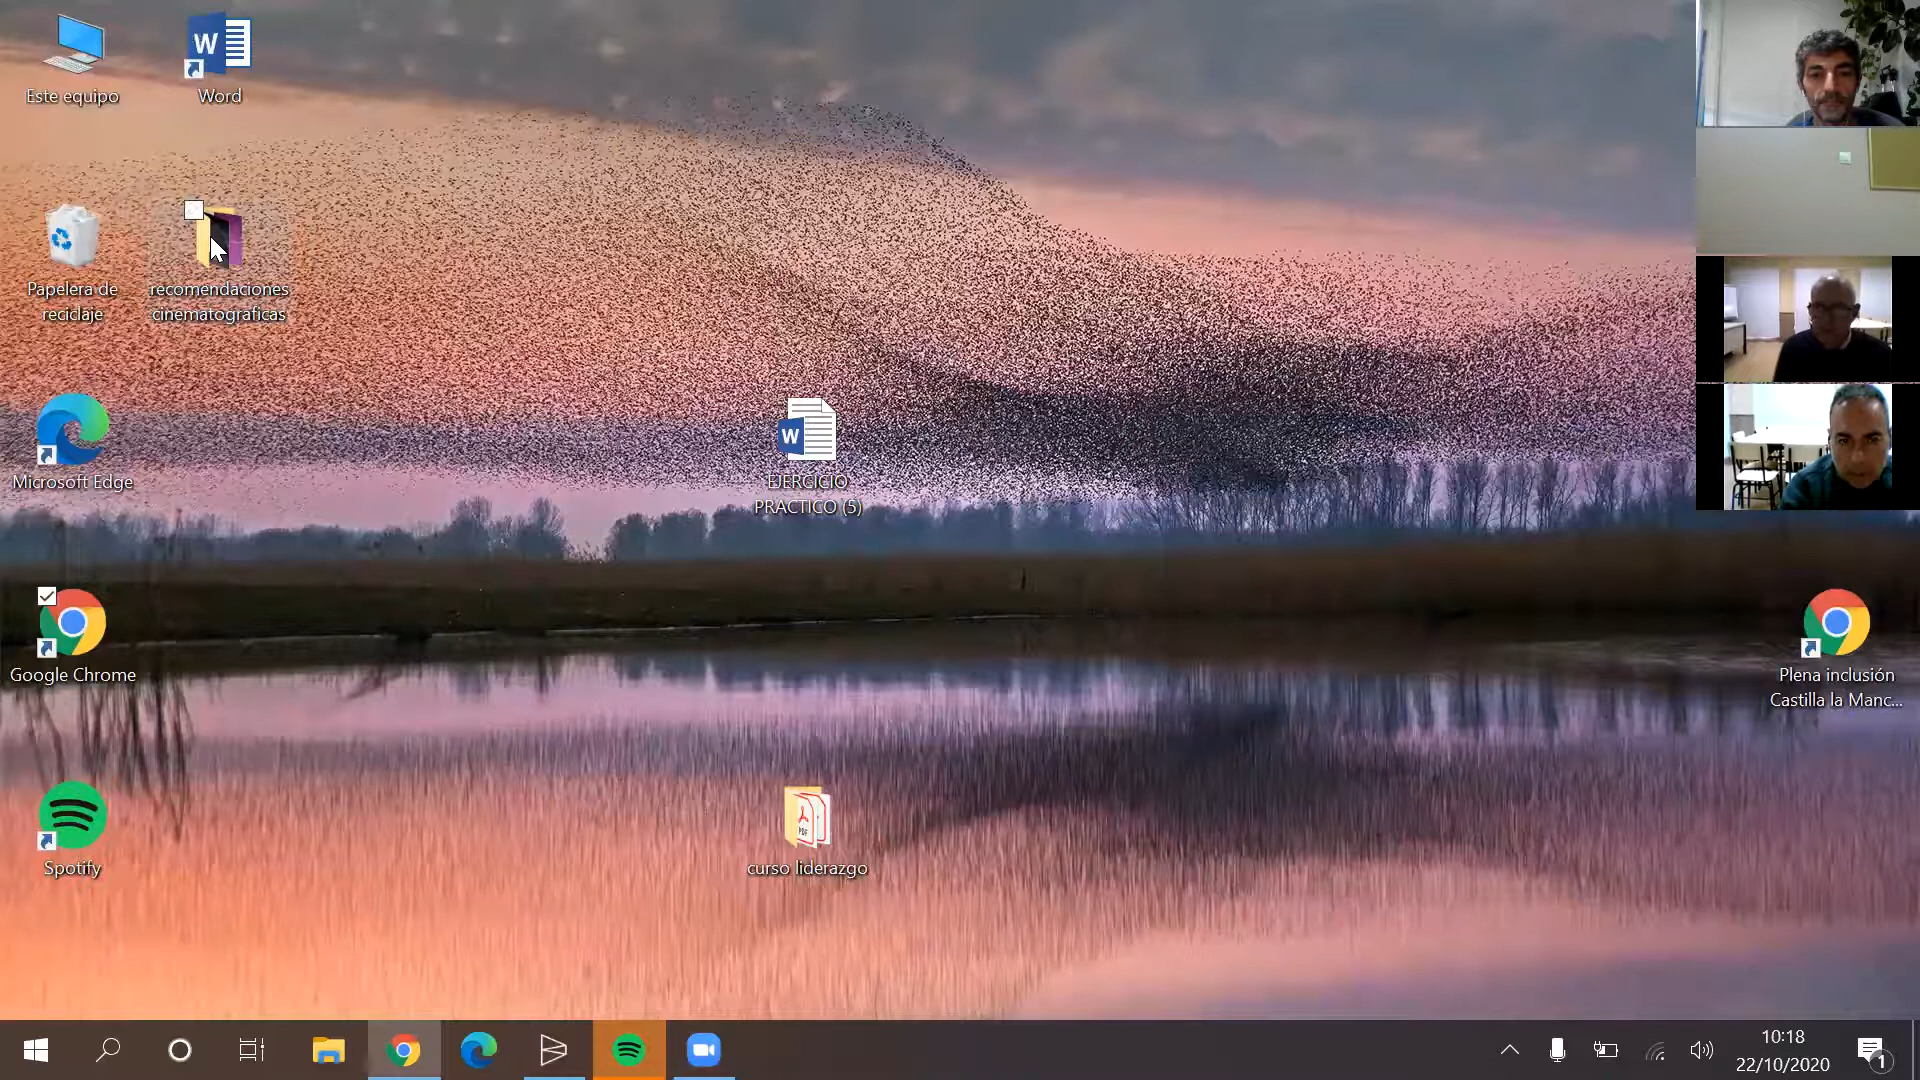 Este equipo
Word
Papelera de
reciclaje
recomendaciones
cinematograficas
Microsoft Edge
EJERCICIO
PRACTICO (5)
Google Chrome
Plena inclusión
Castilla la Manc...
Spotify
curso liderazgo
10:18
22/10/2020
1